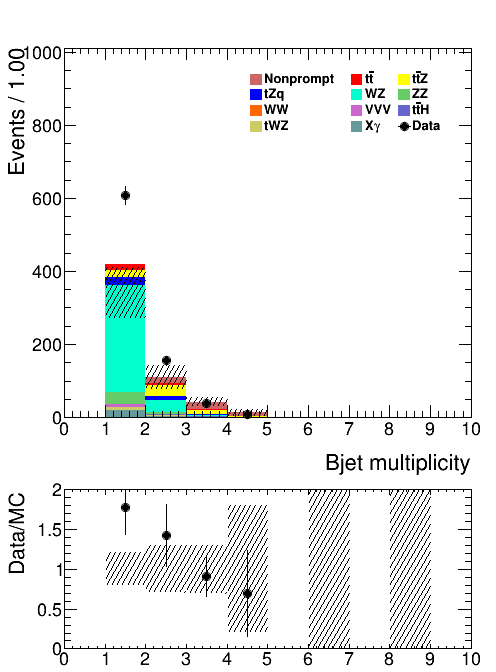 1000
800
600
400
200
0
Events / 1.00
Nonprompt tt̄ tt̄Z
tZq WZ ZZ
WW VVV tt̄H
tWZ Xγ Data
0 1 2 3 4 5 6 7 8 9 10
Bjet multiplicity
2
1.5
1
0.5
0
Data/MC
0 1 2 3 4 5 6 7 8 9 10